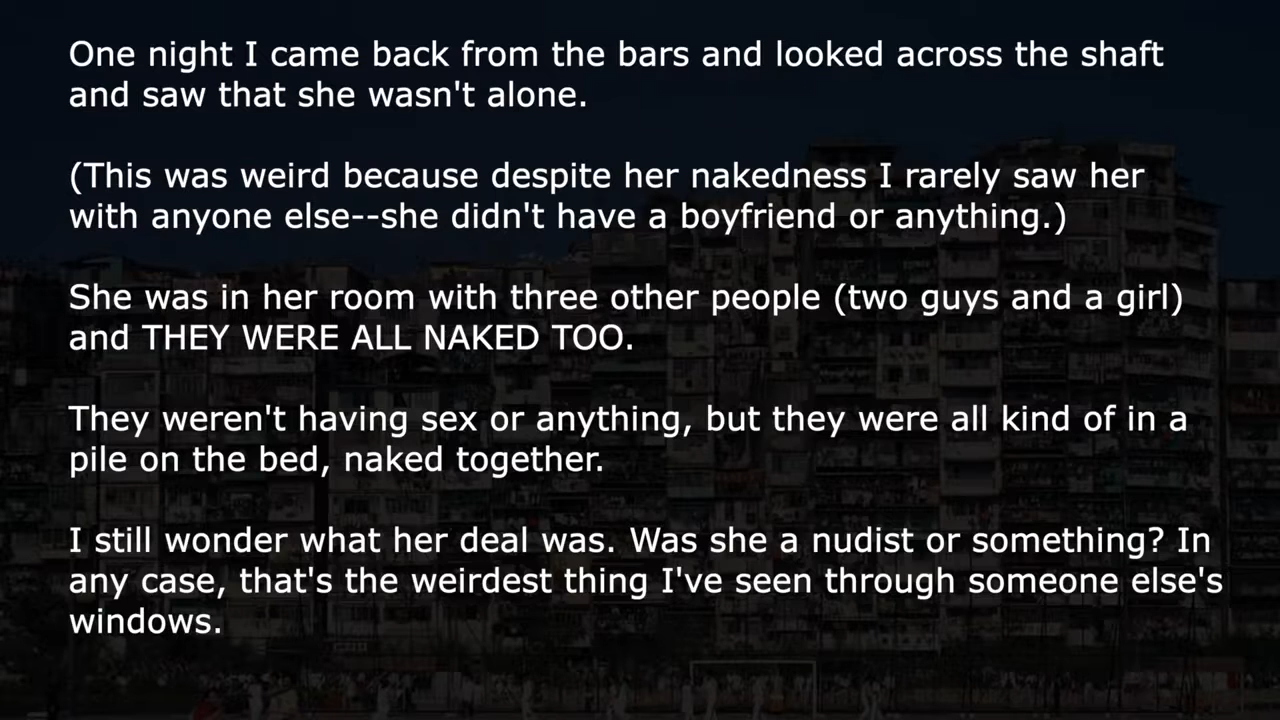 One night I came back from the bars and looked across the shaft
and saw that she wasn't alone.
(This was weird because despite her nakedness I rarely saw her
with anyone else--she didn't have a boyfriend or anything.)
She was in her room with three other people (two guys and a girl)
and THEY WERE ALL NAKED TOO.
They weren't having sex or anything, but they were all kind of in a
pile on the bed, naked together.
I still wonder what her deal was. Was she a nudist or something? In
any case, that's the weirdest thing I've seen through someone else's
windows.